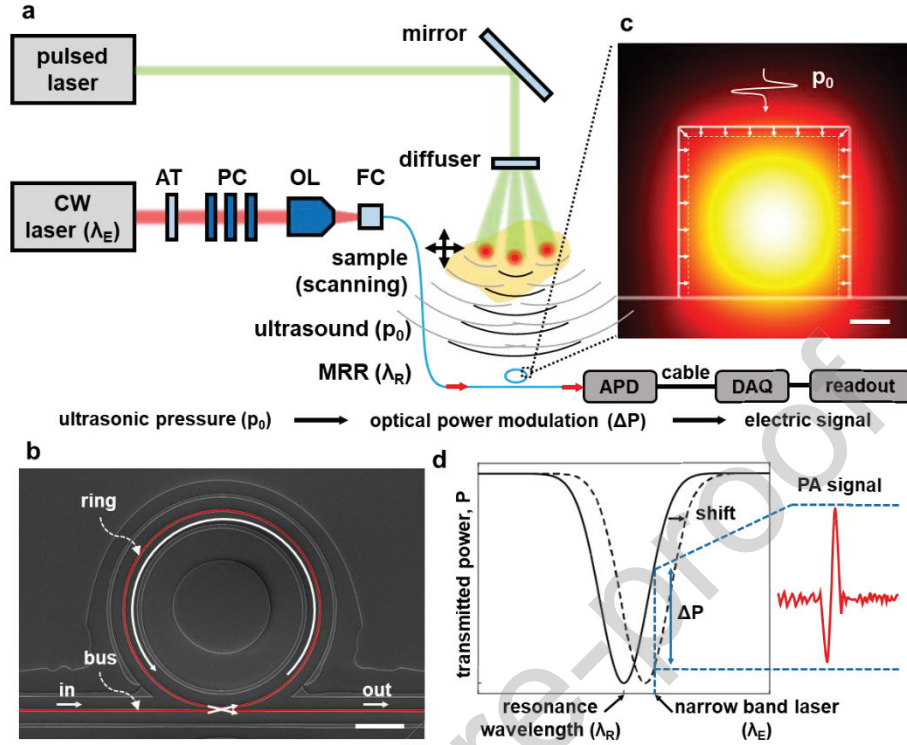 a
pulsed
laser
mirror
diffuser
CW
laser (λE)
AT
PC
OL
FC
sample
(scanning)
ultrasound (p0)
MRR (λR)
APD
cable
DAQ
readout
ultrasonic pressure (p0)
optical power modulation (ΔP)
electric signal
c
p0
b
ring
bus
in
out
d
transmitted power, P
shift
ΔP
PA signal
resonance
wavelength (λR)
narrow band laser
(λE)
re-proof